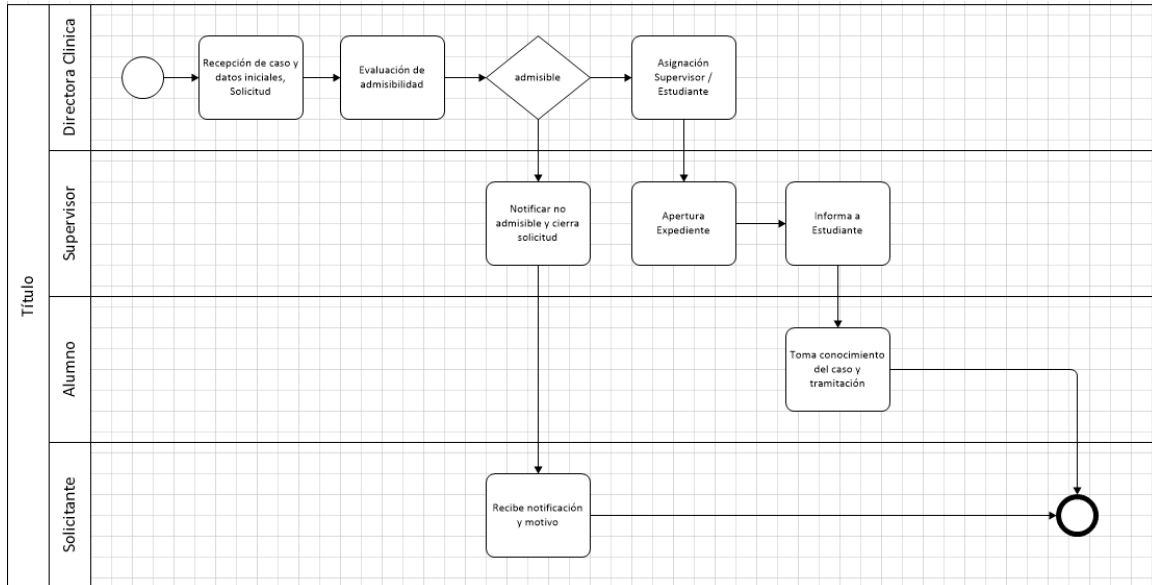 Título
Directora Clinica
Recepción de caso y
datos iniciales,
Solicitud
Evaluación de
admisibilidad
admisible
Asignación
Supervisor /
Estudiante
Supervisor
Notificar no
admisible y cierra
solicitud
Apertura
Expediente
Informa a
Estudiante
Alumno
Toma conocimiento
del caso y
tramitación
Solicitante
Recibe notificación
y motivo